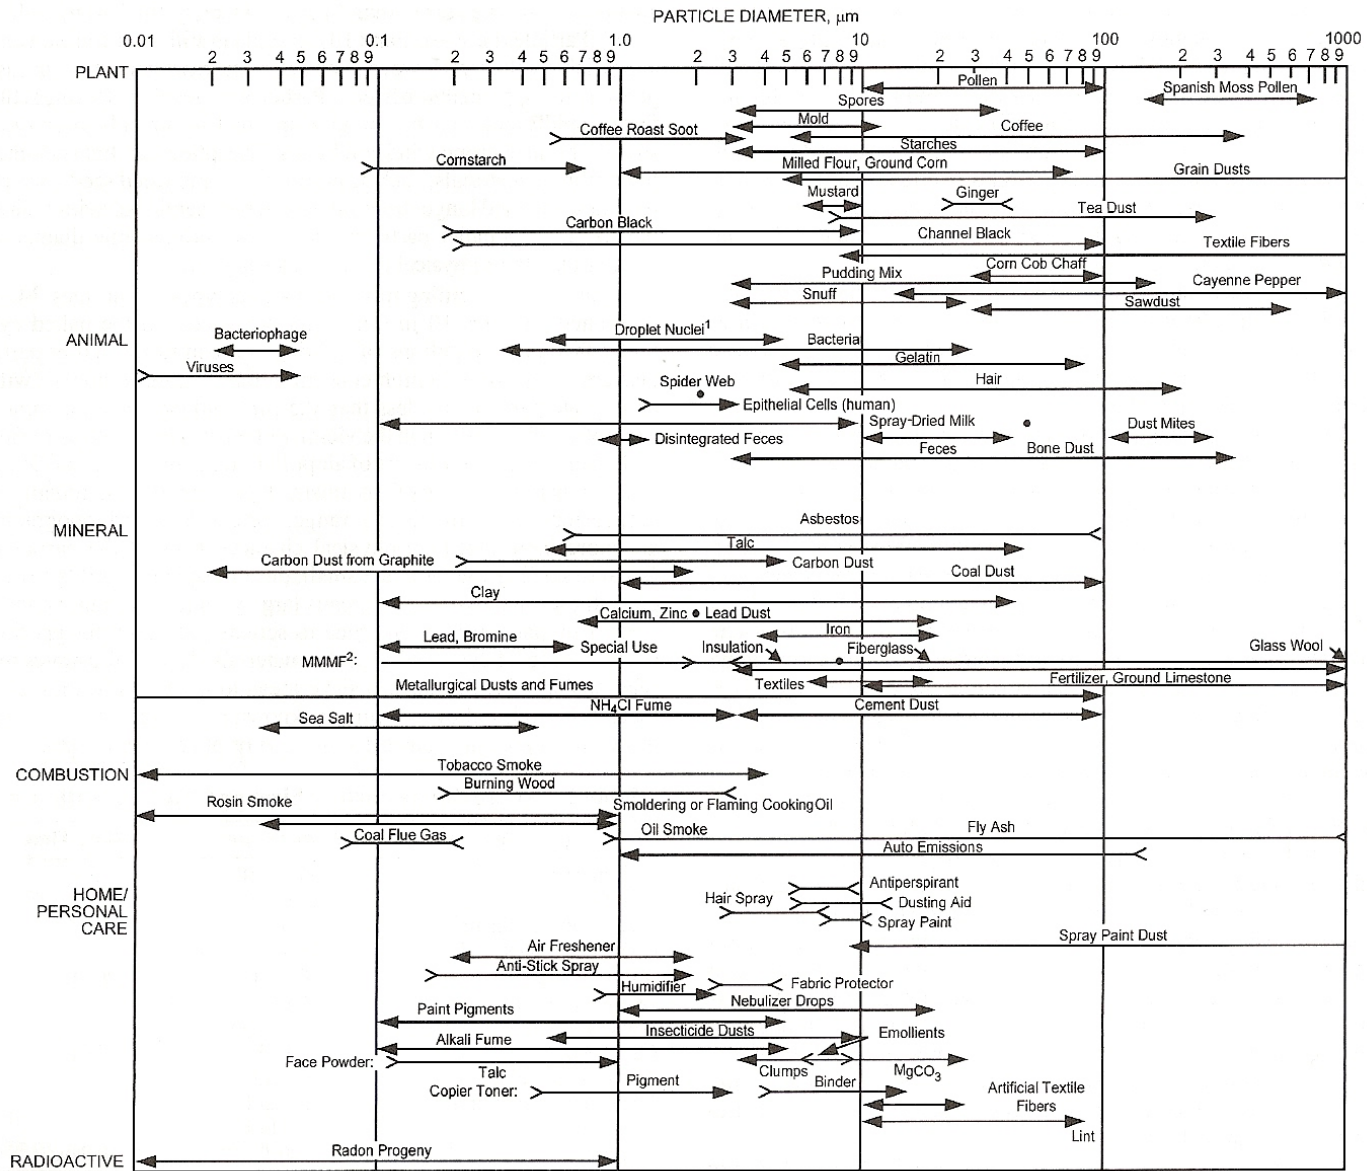 PARTICLE DIAMETER, μm
0.01 0.1 1.0 10 100 1000
2 3 4 5 6 7 8 9 2 3 4 5 6 7 8 9 2 3 4 5 6 7 8 9 2 3 4 5 6 7 8 9 2 3 4 5 6 7 8 9
PLANT
Pollen
Spanish Moss Pollen
Spores
Mold
Coffee Roast Soot
Coffee
Starches
Cornstarch
Milled Flour, Ground Corn
Grain Dusts
Mustard
Ginger
Tea Dust
Carbon Black
Channel Black
Textile Fibers
Corn Cob Chaff
Pudding Mix
Cayenne Pepper
Snuff
Sawdust
ANIMAL
Bacteriophage
Droplet Nuclei1
Bacteria
Gelatin
Viruses
Spider Web
Hair
Epithelial Cells (human)
Spray-Dried Milk
Dust Mites
Disintegrated Feces
Feces
Bone Dust
MINERAL
Asbestos
Talc
Carbon Dust from Graphite
Carbon Dust
Coal Dust
Clay
Calcium, Zinc • Lead Dust
Iron
Lead, Bromine
Special Use
Insulation
Fiberglass
Glass Wool
MMMF2:
Metallurgical Dusts and Fumes
Textiles
Fertilizer, Ground Limestone
NH4Cl Fume
Cement Dust
Sea Salt
COMBUSTION
Tobacco Smoke
Burning Wood
Rosin Smoke
Smoldering or Flaming Cooking Oil
Coal Flue Gas
Oil Smoke
Fly Ash
Auto Emissions
HOME/
PERSONAL
CARE
Antiperspirant
Hair Spray
Dusting Aid
Spray Paint
Spray Paint Dust
Air Freshener
Anti-Stick Spray
Humidifier
Fabric Protector
Nebulizer Drops
Paint Pigments
Insecticide Dusts
Emollients
Alkali Fume
Face Powder:
Talc
Clumps
MgCO3
Copier Toner:
Pigment
Binder
Artificial Textile
Fibers
Lint
RADIOACTIVE
Radon Progeny